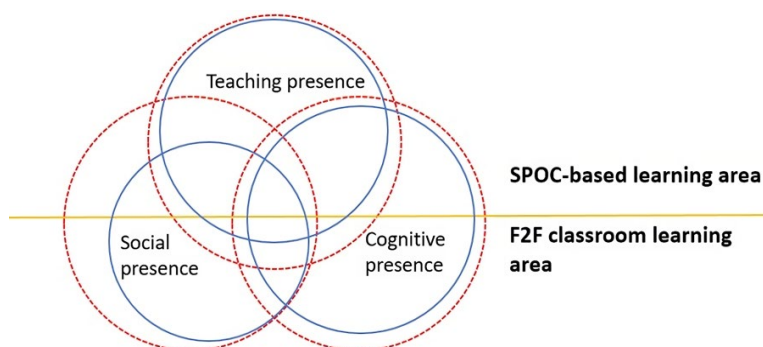 Teaching presence
SPOC-based learning area
Social
presence
Cognitive
presence
F2F classroom learning
area